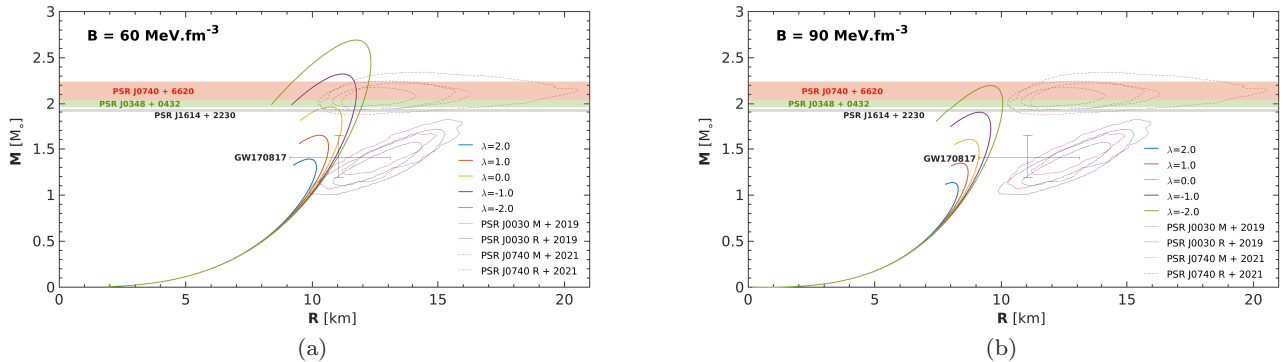 B = 60 MeV.fm-3
PSR J0740 + 6620
PSR J0348 + 0432
PSR J1614 + 2230
GW170817
λ=2.0
λ=1.0
λ=0.0
λ=-1.0
λ=-2.0
PSR J0030 M + 2019
PSR J0030 R + 2019
PSR J0740 M + 2021
PSR J0740 R + 2021
M [M₀]
3
2.5
2
1.5
1
0.5
0
0 5 10 15 20
R [km]
(a)
B = 90 MeV.fm-3
PSR J0740 + 6620
PSR J0348 + 0432
PSR J1614 + 2230
GW170817
λ=2.0
λ=1.0
λ=0.0
λ=-1.0
λ=-2.0
PSR J0030 M + 2019
PSR J0030 R + 2019
PSR J0740 M + 2021
PSR J0740 R + 2021
M [M₀]
3
2.5
2
1.5
1
0.5
0
0 5 10 15 20
R [km]
(b)